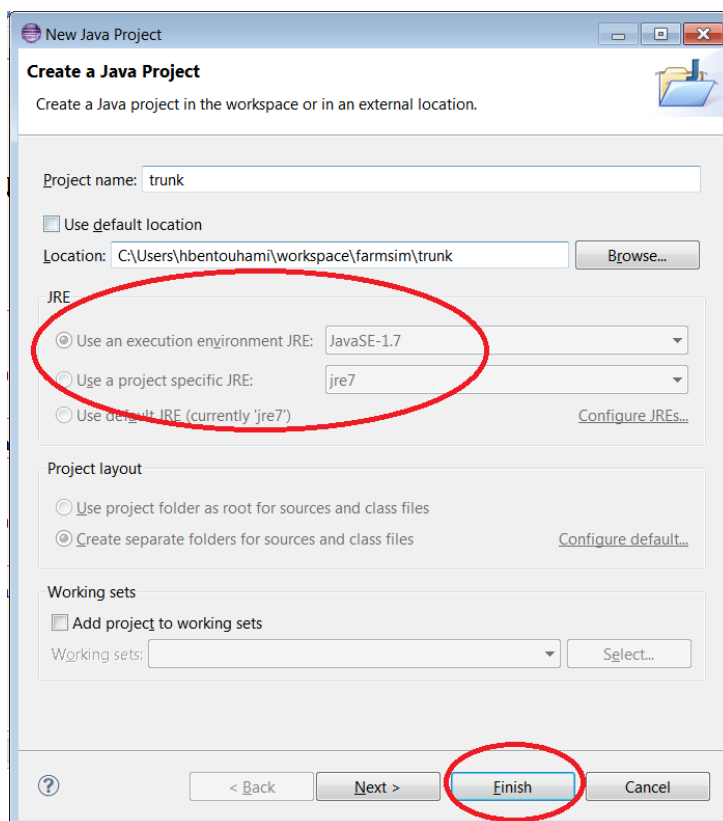 New Java Project
Create a Java Project
Create a Java project in the workspace or in an external location.
Project name: trunk
Use default location
Location: C:\Users\hbentouhami\workspace\farmsim\trunk Browse...
JRE
Use an execution environment JRE: JavaSE-1.7
Use a project specific JRE: jre7
Use default JRE (currently 'jre7') Configure JREs...
Project layout
Use project folder as root for sources and class files
Create separate folders for sources and class files Configure default...
Working sets
Add project to working sets
Working sets: Select...
? < Back Next > Finish Cancel